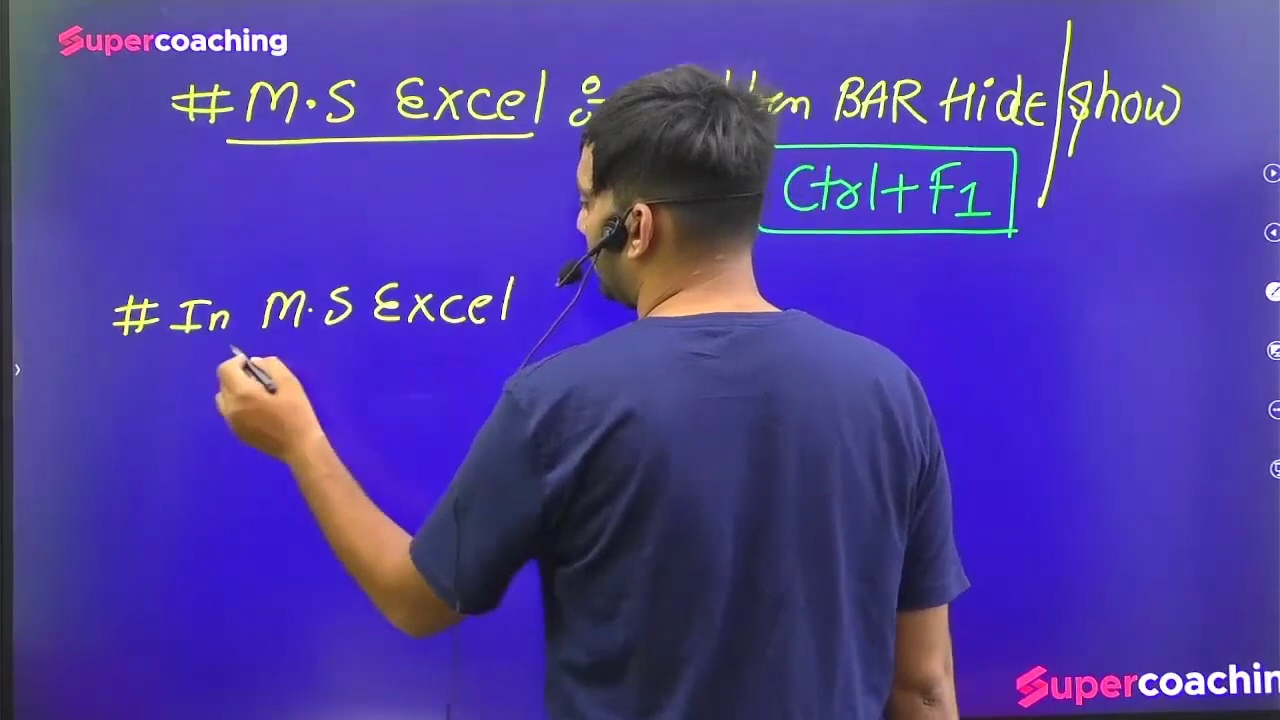 Supercoaching
# M.S Excel BAR Hide/show
Ctrl+F1
# In M.S Excel
Supercoachin